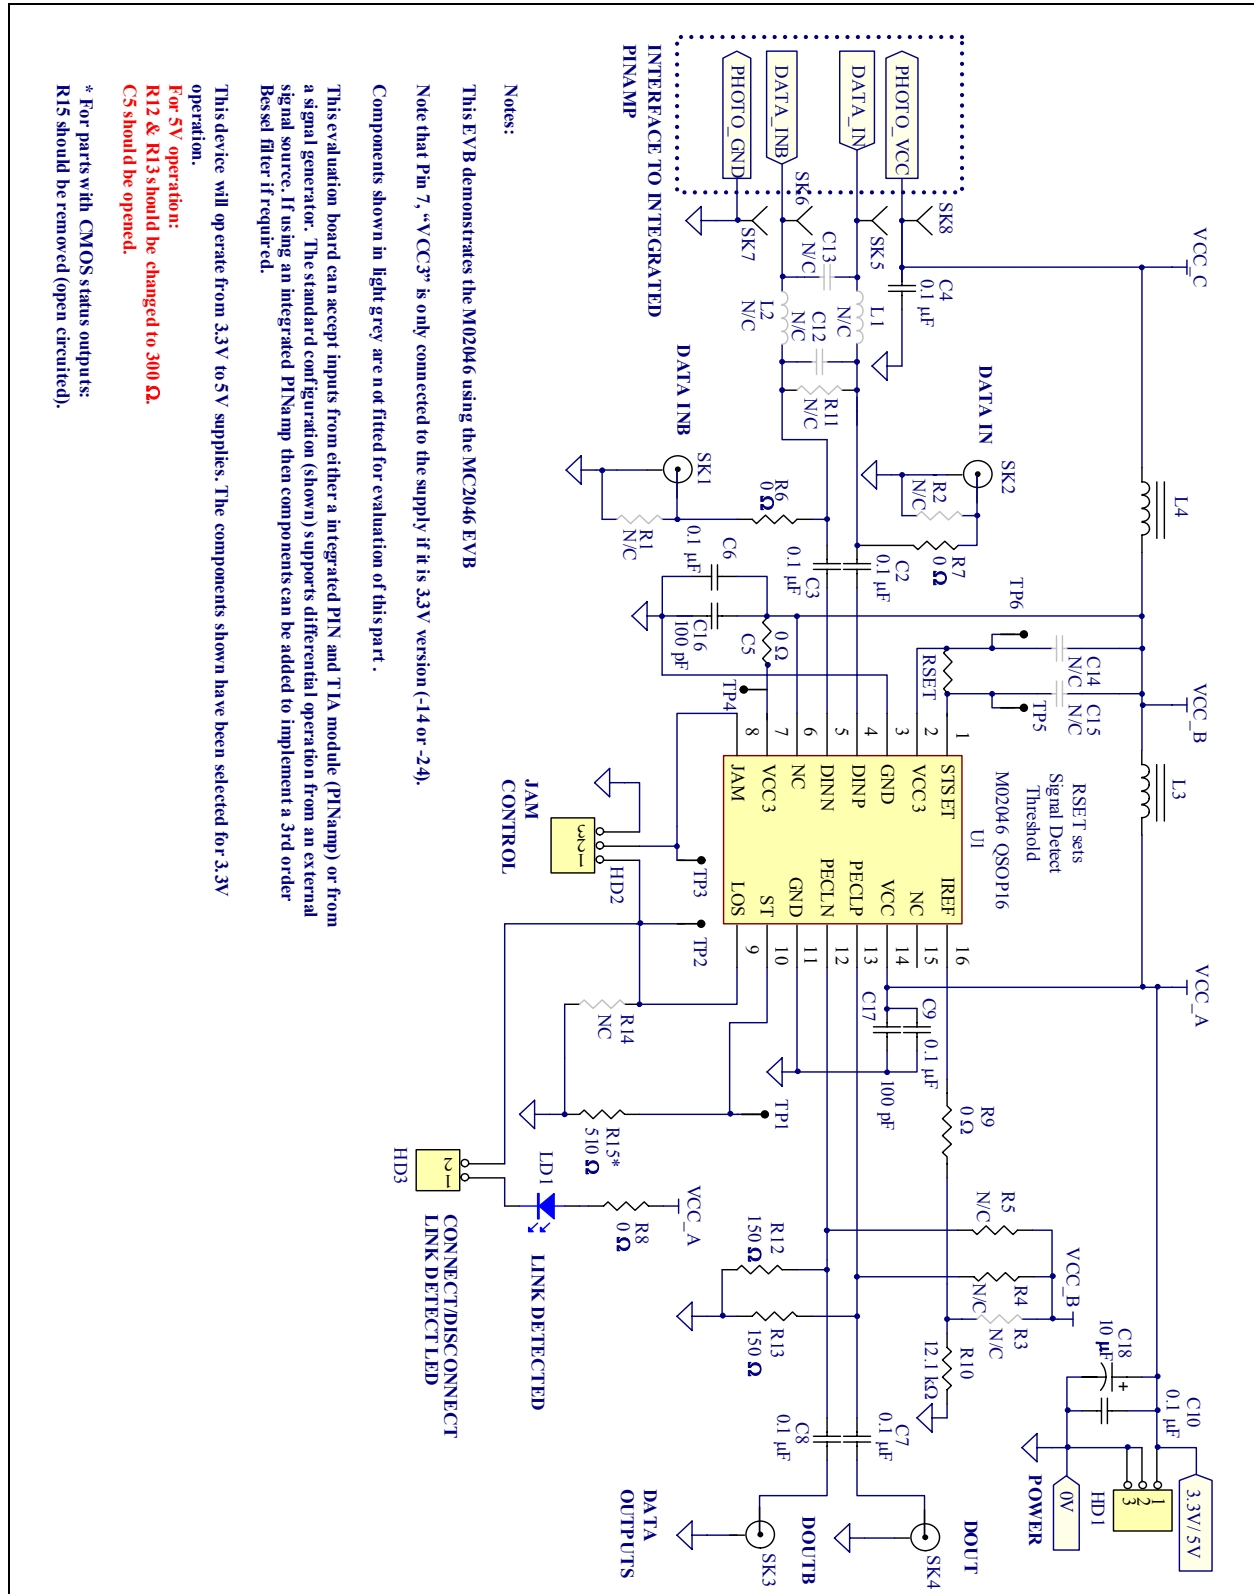 VCC_C
L4
VCC_B
L3
VCC_A
3.3V/ 5V
HD1
1
2
3
0V
POWER
C10
0.1 µF
C18
10 µF
+
PHOTO_VCC
DATA_IN
DATA_INB
PHOTO_GND
INTERFACE TO INTEGRATED
PINAMP
SK8
SK5
SK6
SK7
C4
0.1 µF
C13
N/C
L1
N/C
C12
N/C
L2
N/C
R11
N/C
DATA IN
SK2
R2
N/C
R7
0 Ω
DATA INB
SK1
R1
N/C
R6
0 Ω
C2
0.1 µF
C3
0.1 µF
C6
0.1 µF
C16
100 pF
C5
0 Ω
TP6
C14
N/C
C15
N/C
TP5
RSET
TP4
RSET sets
Signal Detect
Threshold
M02046 QSOP16
U1
1
2
3
4
5
6
7
8
STSET
VCC3
GND
DINP
DINN
NC
VCC3
JAM
IREF
NC
VCC
PECLP
PECLN
GND
ST
LOS
16
15
14
13
12
11
10
9
JAM
CONTROL
3
2
1
HD2
TP3
TP2
R14
NC
TP1
R15*
510 Ω
C9
0.1 µF
C17
100 pF
R9
0 Ω
R5
N/C
R4
N/C
R3
N/C
VCC_B
R10
12.1 kΩ
R12
150 Ω
R13
150 Ω
VCC_A
R8
0 Ω
LD1
LINK DETECTED
HD3
2
1
CONNECT/DISCONNECT
LINK DETECT LED
C7
0.1 µF
C8
0.1 µF
DOUT
SK4
DOUTB
SK3
DATA
OUTPUTS
Notes:
This EVB demonstrates the M02046 using the MC2046 EVB
Note that Pin 7, “VCC3” is only connected to the supply if it is 3.3V version (-14 or -24).
Components shown in light grey are not fitted for evaluation of this part .
This evaluation board can accept inputs from either a integrated PIN and TIA module (PINamp) or from
a signal generator. The standard configuration (shown) supports differential operation from an external
signal source. If using an integrated PINamp then components can be added to implement a 3rd order
Bessel filter if required.
This device will operate from 3.3V to 5V supplies. The components shown have been selected for 3.3V
operation.
For 5V operation:
R12 & R13 should be changed to 300 Ω.
C5 should be opened.
* For parts with CMOS status outputs:
R15 should be removed (open circuited).